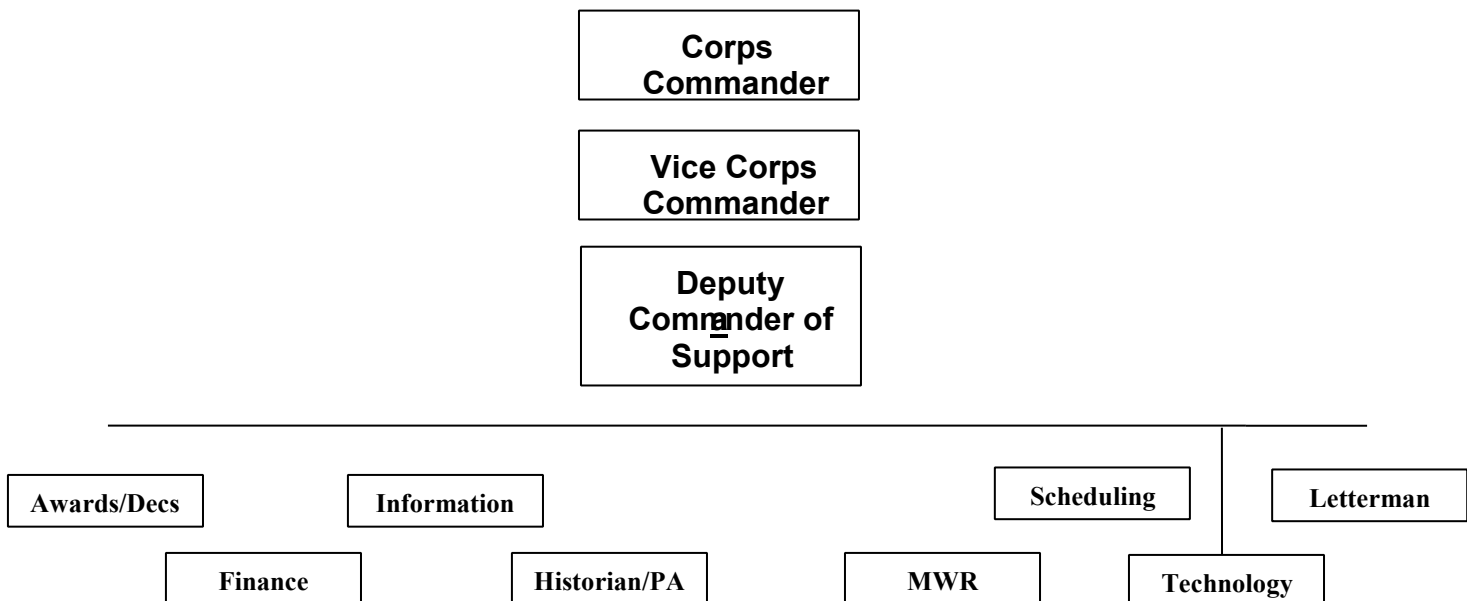 Corps
Commander
Vice Corps
Commander
Deputy
Commander of
Support
Awards/Decs
Information
Scheduling
Letterman
Finance
Historian/PA
MWR
Technology